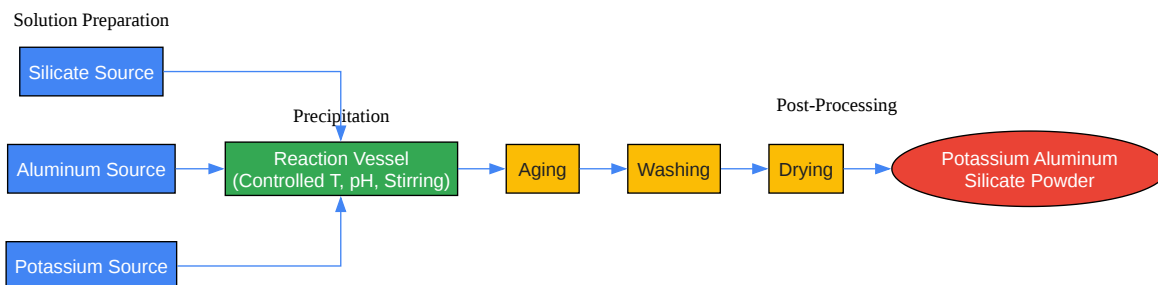 Solution Preparation
Silicate Source
Precipitation
Post-Processing
Aluminum Source
Reaction Vessel
(Controlled T, pH, Stirring)
Aging
Washing
Drying
Potassium Aluminum
Silicate Powder
Potassium Source